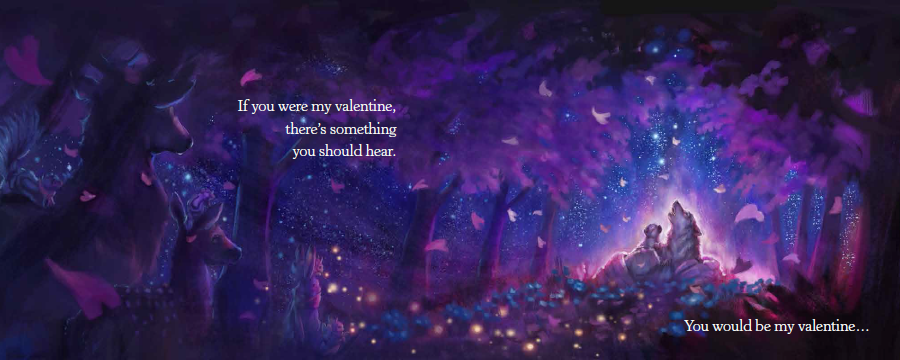 If you were my valentine,
there’s something
you should hear.
You would be my valentine…